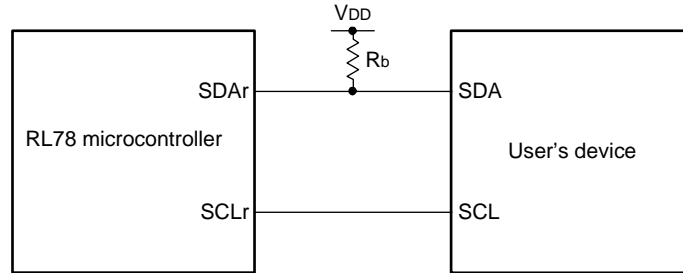 VDD
Rb
SDAr
SDA
RL78 microcontroller
User's device
SCLr
SCL